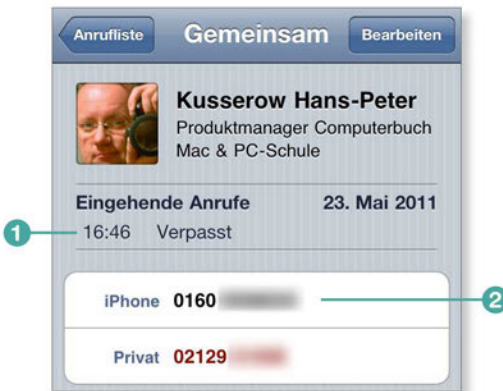 Anrufliste Gemeinsam Bearbeiten
Kusserow Hans-Peter
Produktmanager Computerbuch
Mac & PC-Schule
Eingehende Anrufe 23. Mai 2011
1 16:46 Verpasst
iPhone 0160 2
Privat 02129